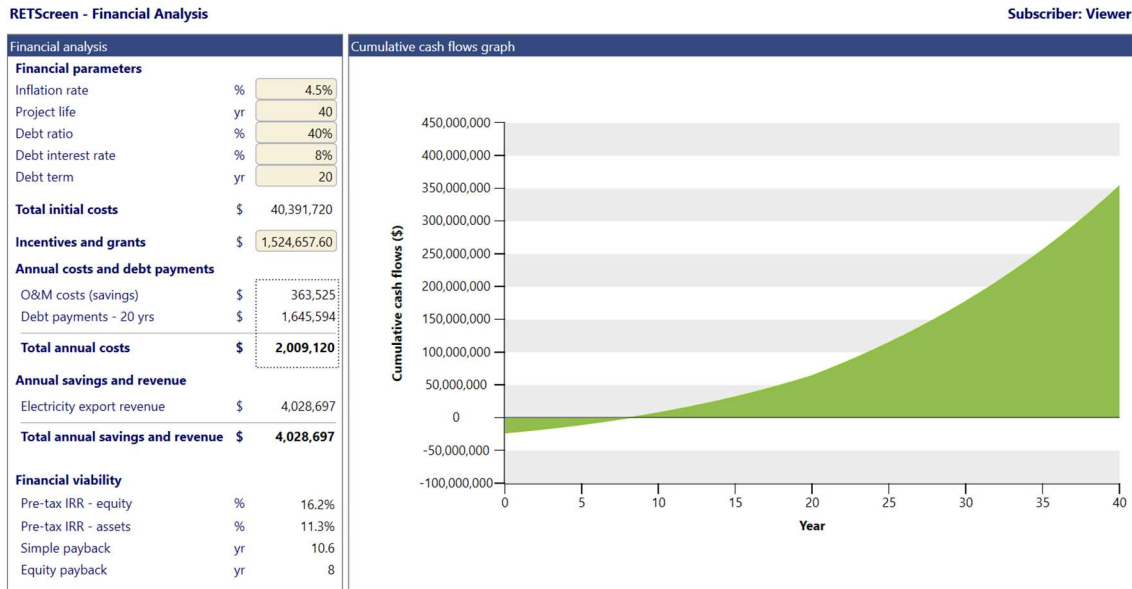 RETScreen - Financial Analysis
Subscriber: Viewer
Financial analysis
Financial parameters
Inflation rate % 4.5%
Project life yr 40
Debt ratio % 40%
Debt interest rate % 8%
Debt term yr 20
Total initial costs $ 40,391,720
Incentives and grants $ 1,524,657.60
Annual costs and debt payments
O&M costs (savings) $ 363,525
Debt payments - 20 yrs $ 1,645,594
Total annual costs $ 2,009,120
Annual savings and revenue
Electricity export revenue $ 4,028,697
Total annual savings and revenue $ 4,028,697
Financial viability
Pre-tax IRR - equity % 16.2%
Pre-tax IRR - assets % 11.3%
Simple payback yr 10.6
Equity payback yr 8
Cumulative cash flows graph
Cumulative cash flows ($)
450,000,000
400,000,000
350,000,000
300,000,000
250,000,000
200,000,000
150,000,000
100,000,000
50,000,000
0
-50,000,000
-100,000,000
0 5 10 15 20 25 30 35 40
Year